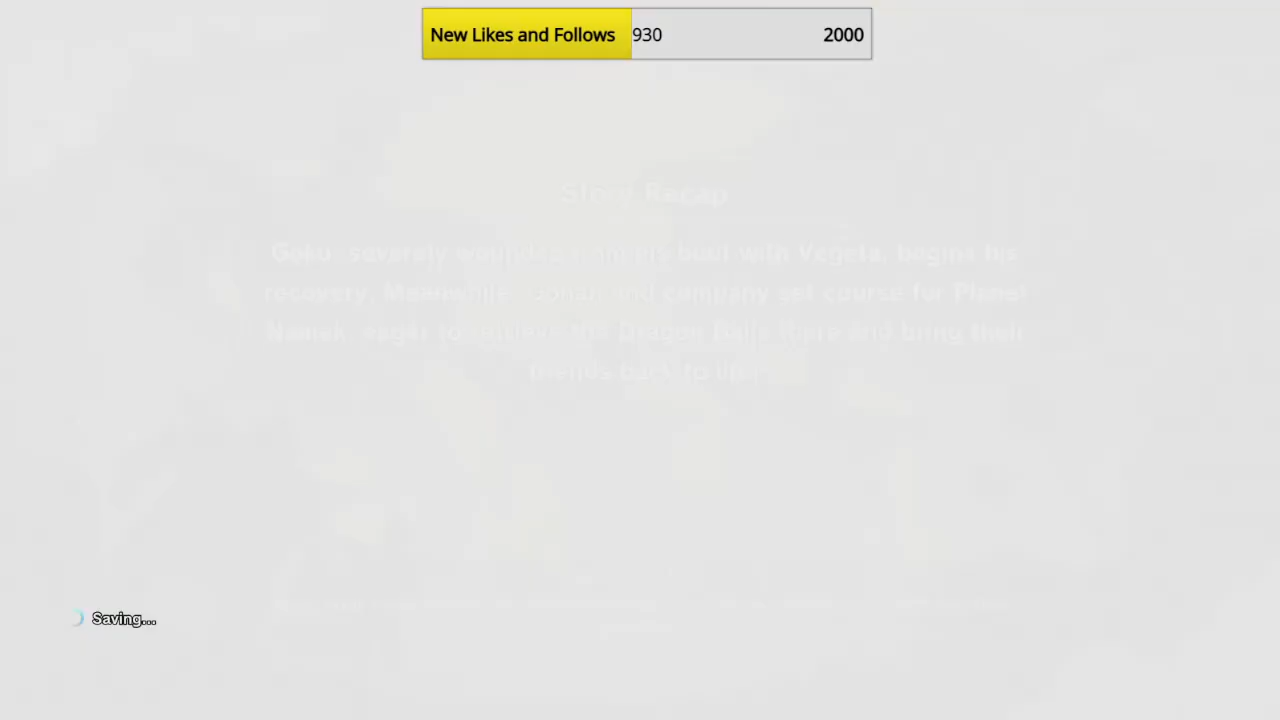 New Likes and Follows 930 2000
Story Recap
Goku, severely wounded from his bout with Vegeta, begins his
recovery. Meanwhile, Gohan and company set course for Planet
Namek, eager to retrieve the Dragon Balls there and bring their
friends back to life.
Saving...